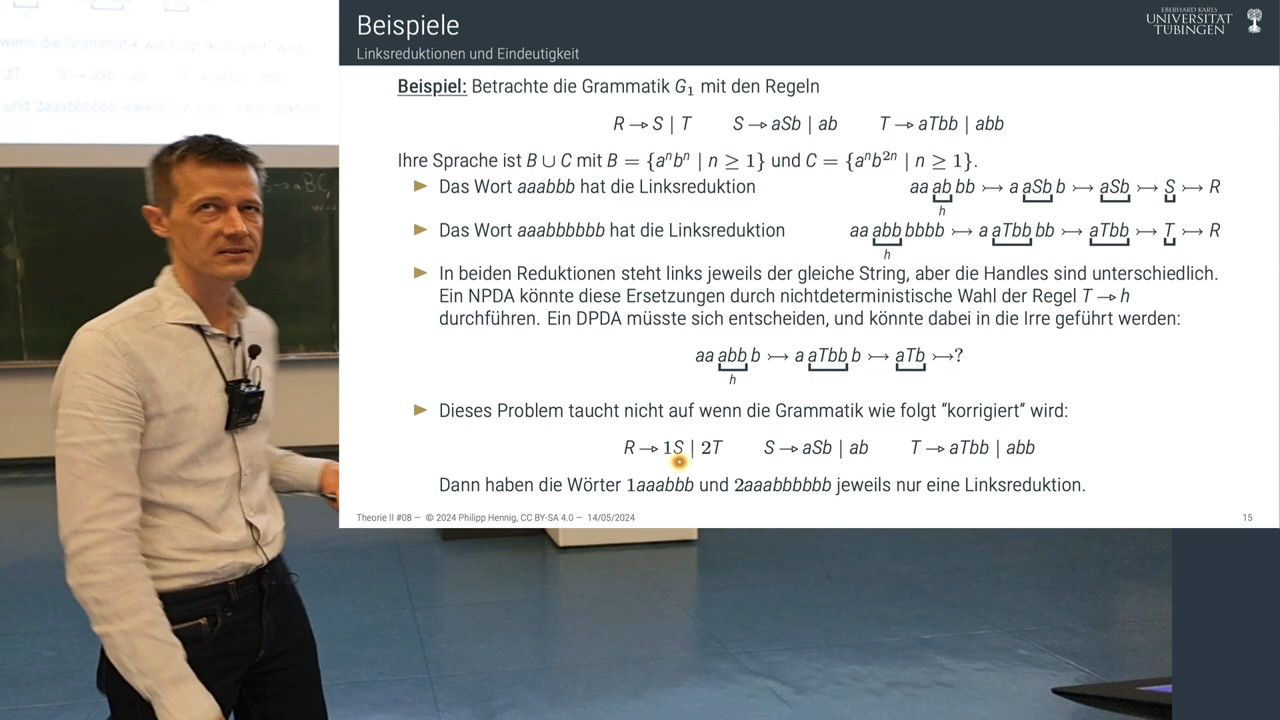 Beispiele
Linksreduktionen und Eindeutigkeit
EBERHARD KARLS
UNIVERSITÄT
TÜBINGEN
Beispiel: Betrachte die Grammatik G₁ mit den Regeln
R → S | T S → aSb | ab T → aTbb | abb
Ihre Sprache ist B ∪ C mit B = {aⁿbⁿ | n ≥ 1} und C = {aⁿb²ⁿ | n ≥ 1}.
Das Wort aaabbb hat die Linksreduktion aa ab bb ↣ a aSb b ↣ aSb ↣ S ↣ R
h
Das Wort aaabbbbbb hat die Linksreduktion aa abb bbbb ↣ a aTbb bb ↣ aTbb ↣ T ↣ R
h
In beiden Reduktionen steht links jeweils der gleiche String, aber die Handles sind unterschiedlich.
Ein NPDA könnte diese Ersetzungen durch nichtdeterministische Wahl der Regel T → h
durchführen. Ein DPDA müsste sich entscheiden, und könnte dabei in die Irre geführt werden:
aa abb b ↣ a aTbb b ↣ aTb ↣?
h
Dieses Problem taucht nicht auf wenn die Grammatik wie folgt "korrigiert" wird:
R → 1S | 2T S → aSb | ab T → aTbb | abb
Dann haben die Wörter 1aaabbb und 2aaabbbbbb jeweils nur eine Linksreduktion.
Theorie II #08 — © 2024 Philipp Hennig, CC BY-SA 4.0 — 14/05/2024 15